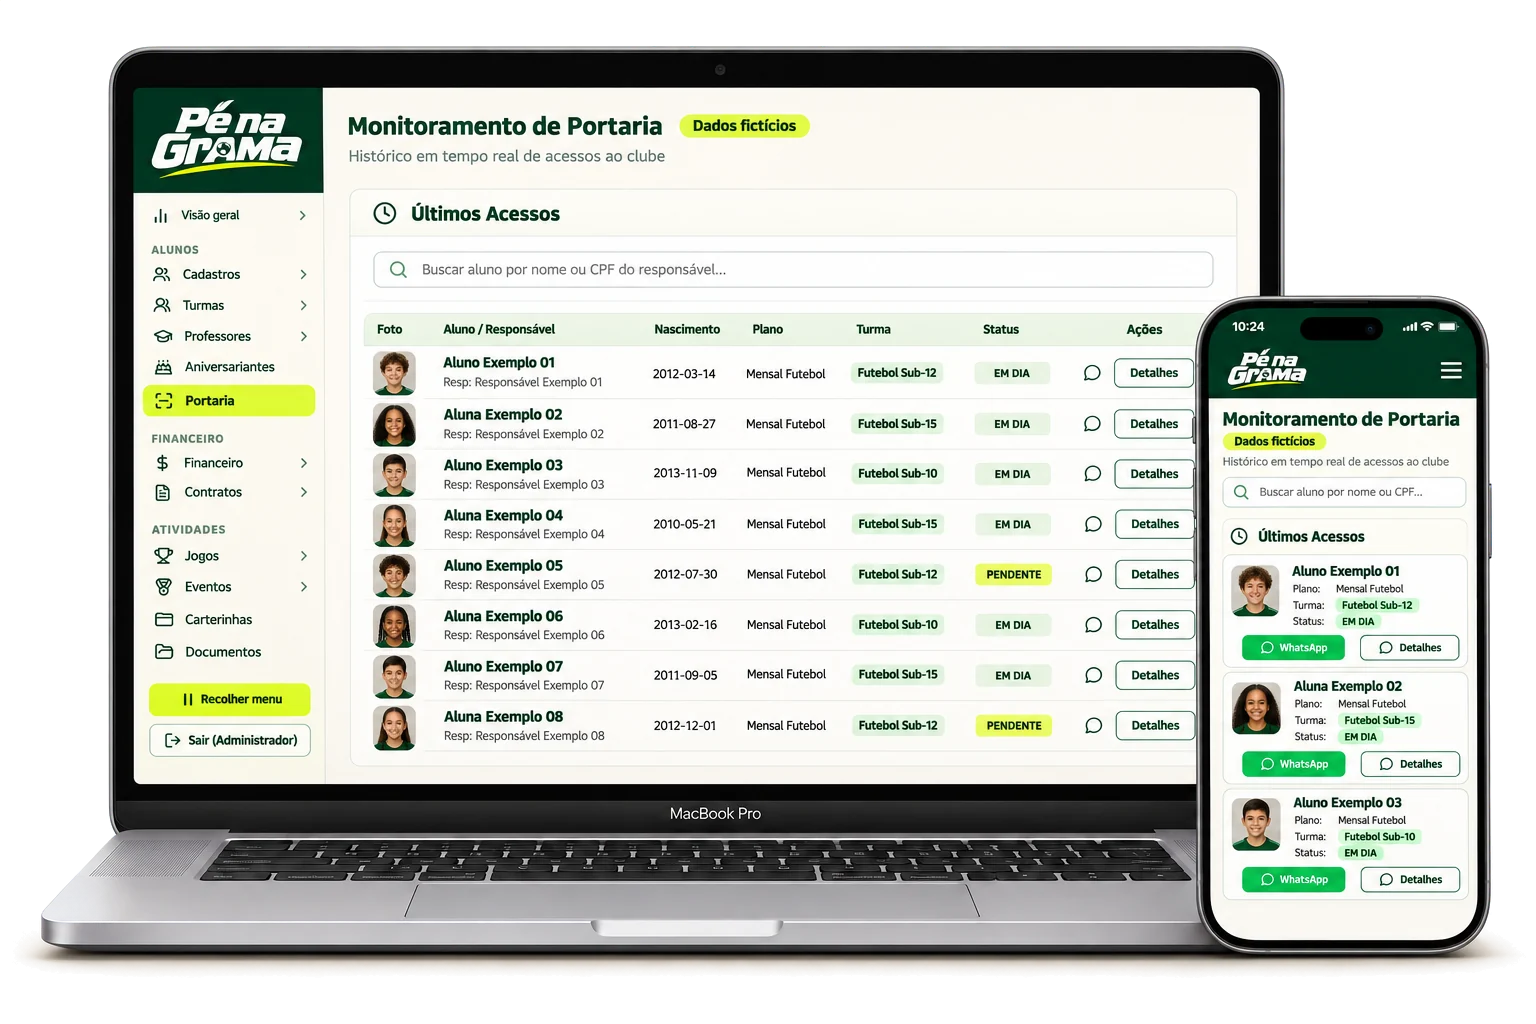 Pé na
GrAMa
Visão geral
ALUNOS
Cadastros
Turmas
Professores
Aniversariantes
Portaria
FINANCEIRO
Financeiro
Contratos
ATIVIDADES
Jogos
Eventos
Carterinhas
Documentos
Recolher menu
Sair (Administrador)
Monitoramento de Portaria Dados fictícios
Histórico em tempo real de acessos ao clube
Últimos Acessos
Buscar aluno por nome ou CPF do responsável...
Foto Aluno / Responsável Nascimento Plano Turma Status Ações
Aluno Exemplo 01
Resp: Responsável Exemplo 01 2012-03-14 Mensal Futebol Futebol Sub-12 EM DIA Detalhes
Aluna Exemplo 02
Resp: Responsável Exemplo 02 2011-08-27 Mensal Futebol Futebol Sub-15 EM DIA Detalhes
Aluno Exemplo 03
Resp: Responsável Exemplo 03 2013-11-09 Mensal Futebol Futebol Sub-10 EM DIA Detalhes
Aluna Exemplo 04
Resp: Responsável Exemplo 04 2010-05-21 Mensal Futebol Futebol Sub-15 EM DIA Detalhes
Aluno Exemplo 05
Resp: Responsável Exemplo 05 2012-07-30 Mensal Futebol Futebol Sub-12 PENDENTE Detalhes
Aluna Exemplo 06
Resp: Responsável Exemplo 06 2013-02-16 Mensal Futebol Futebol Sub-10 EM DIA Detalhes
Aluno Exemplo 07
Resp: Responsável Exemplo 07 2011-09-05 Mensal Futebol Futebol Sub-15 EM DIA Detalhes
Aluna Exemplo 08
Resp: Responsável Exemplo 08 2012-12-01 Mensal Futebol Futebol Sub-12 PENDENTE Detalhes
MacBook Pro
10:24
Pé na
GrAMa
Monitoramento de Portaria
Dados fictícios
Histórico em tempo real de acessos ao clube
Buscar aluno por nome ou CPF...
Últimos Acessos
Aluno Exemplo 01
Plano: Mensal Futebol
Turma: Futebol Sub-12
Status: EM DIA
WhatsApp Detalhes
Aluna Exemplo 02
Plano: Mensal Futebol
Turma: Futebol Sub-15
Status: EM DIA
WhatsApp Detalhes
Aluno Exemplo 03
Plano: Mensal Futebol
Turma: Futebol Sub-10
Status: EM DIA
WhatsApp Detalhes